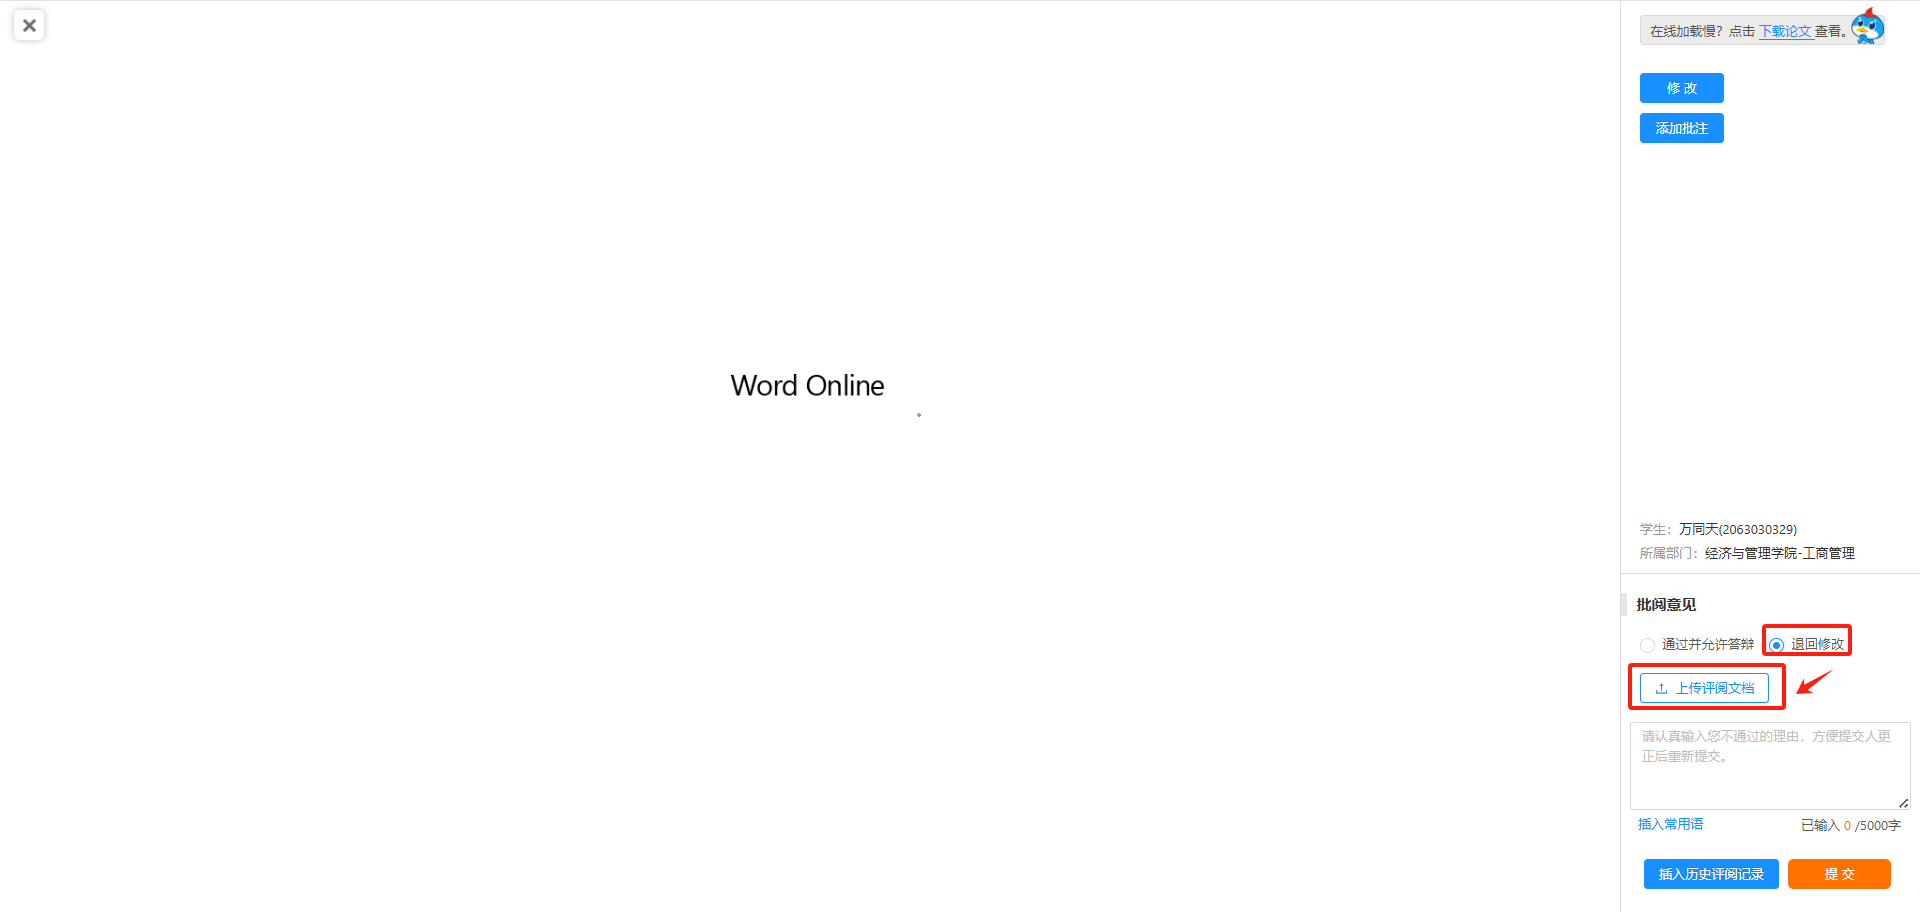 在线加载慢？点击 下载论文 查看。
修 改
添加批注
Word Online
学生：万同天(2063030329)
所属部门：经济与管理学院-工商管理
批阅意见
通过并允许答辩 退回修改
上传评阅文档
请认真输入您不通过的理由，方便提交人更
正后重新提交。
插入常用语 已输入 0 /5000字
插入历史评阅记录 提 交